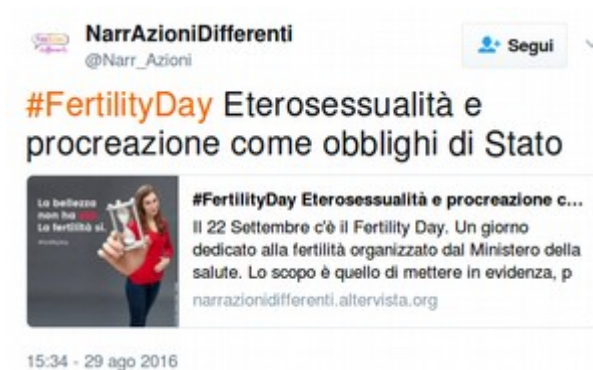 NarrAzioniDifferenti
@Narr_Azioni
Segui
#FertilityDay Eterosessualità e
procreazione come obblighi di Stato
La bellezza
non ha età
La fertilità sì.
#FertilityDay Eterosessualità e procreazione c...
Il 22 Settembre c'è il Fertility Day. Un giorno
dedicato alla fertilità organizzato dal Ministero della
salute. Lo scopo è quello di mettere in evidenza, p
narrazionidifferenti.altervista.org
15:34 - 29 ago 2016